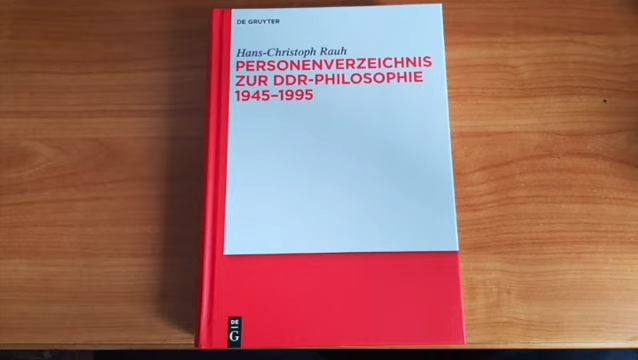 DE GRUYTER
Hans-Christoph Rauh
PERSONENVERZEICHNIS
ZUR DDR-PHILOSOPHIE
1945–1995
DE
G